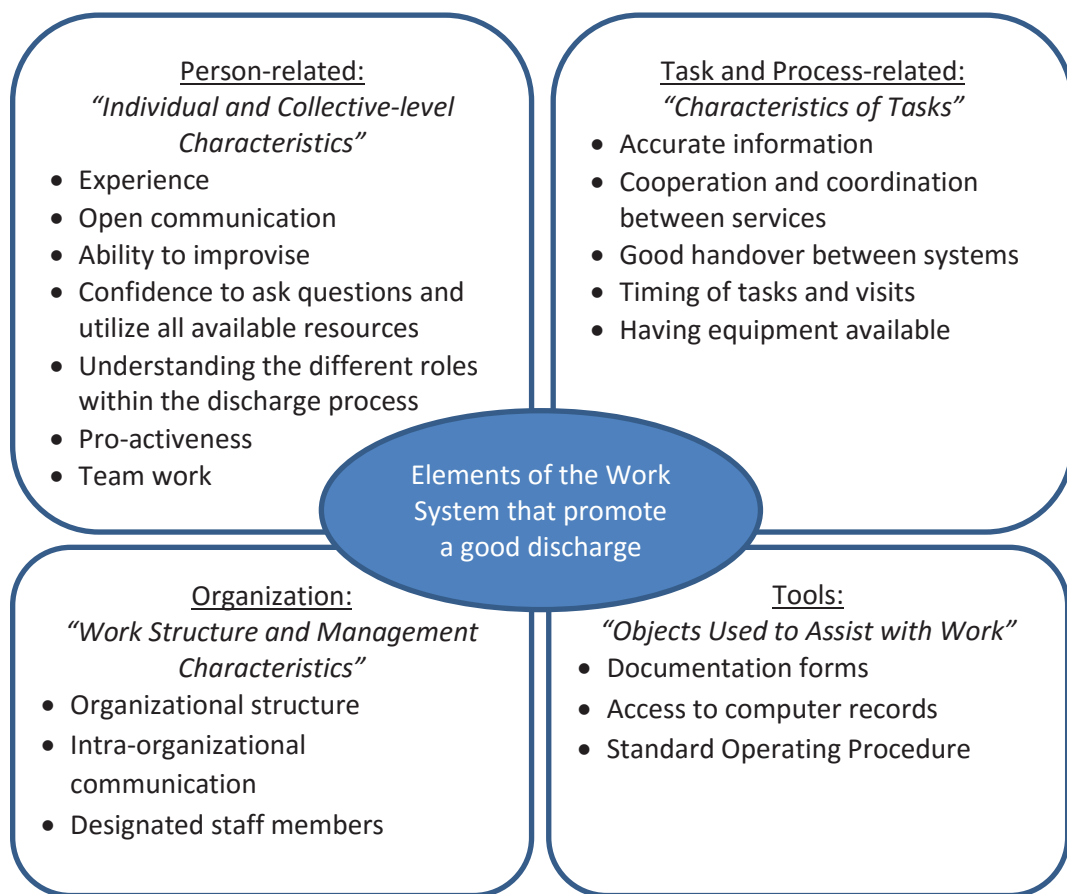 Person-related:
“Individual and Collective-level
Characteristics”
• Experience
• Open communication
• Ability to improvise
• Confidence to ask questions and
utilize all available resources
• Understanding the different roles
within the discharge process
• Pro-activeness
• Team work
Task and Process-related:
“Characteristics of Tasks”
• Accurate information
• Cooperation and coordination
between services
• Good handover between systems
• Timing of tasks and visits
• Having equipment available
Elements of the Work
System that promote
a good discharge
Organization:
“Work Structure and Management
Characteristics”
• Organizational structure
• Intra-organizational
communication
• Designated staff members
Tools:
“Objects Used to Assist with Work”
• Documentation forms
• Access to computer records
• Standard Operating Procedure